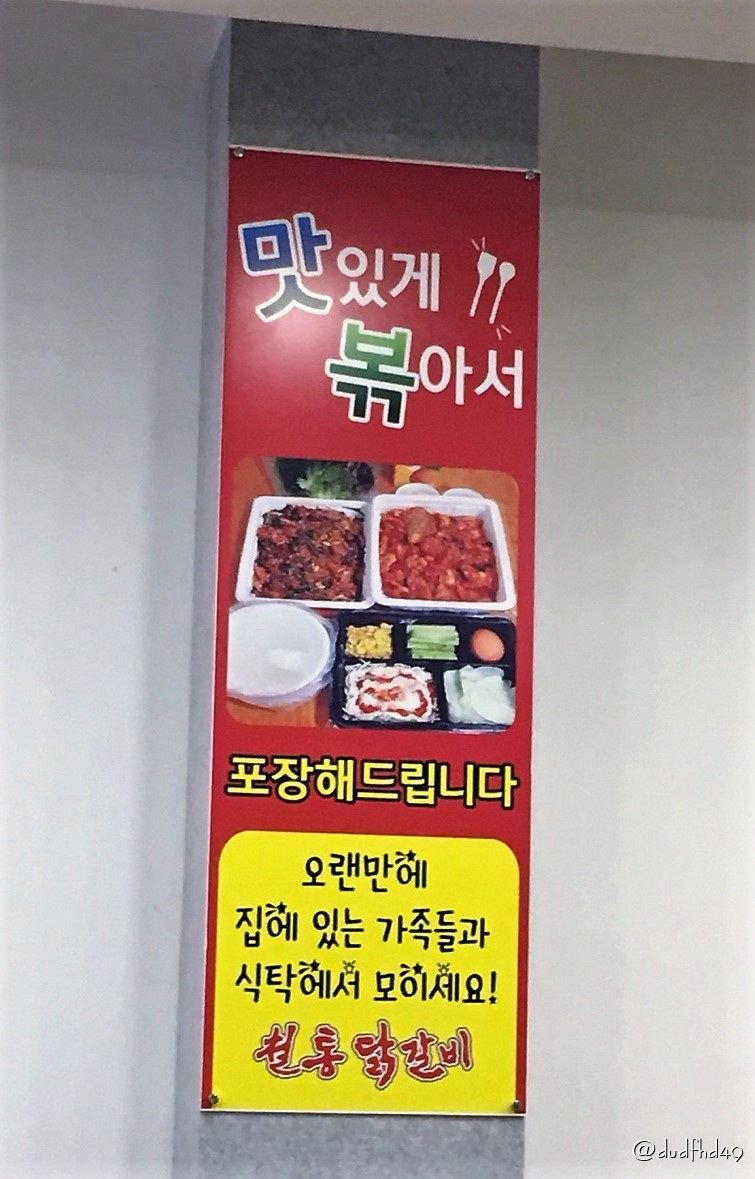 맛있게
볶아서
포장해드립니다
오랜만에
집에 있는 가족들과
식탁에서 모이세요!
철통 닭갈비
@dudfhd49